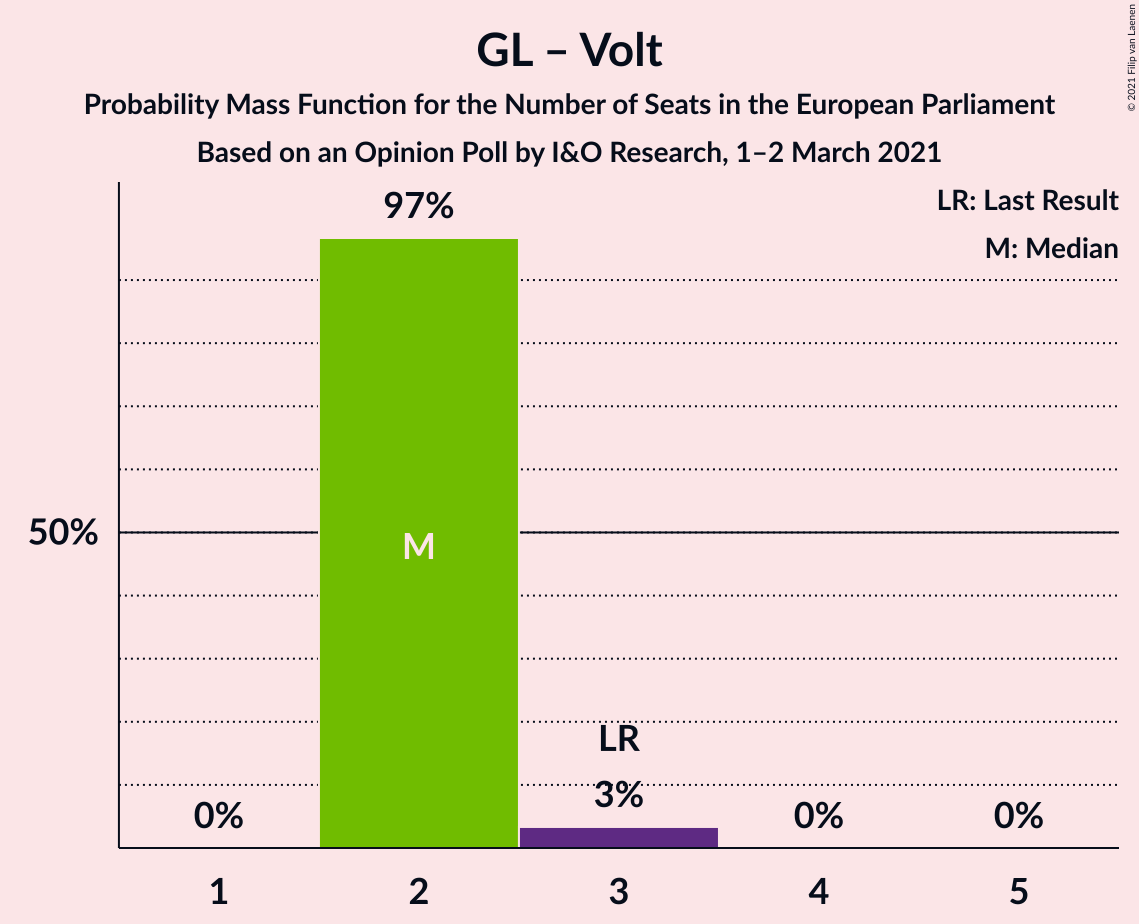 GL – Volt
Probability Mass Function for the Number of Seats in the European Parliament
Based on an Opinion Poll by I&O Research, 1–2 March 2021
© 2021 Filip van Laenen
LR: Last Result
M: Median
97%
50%
M
LR
3%
0%
0%
0%
1
2
3
4
5